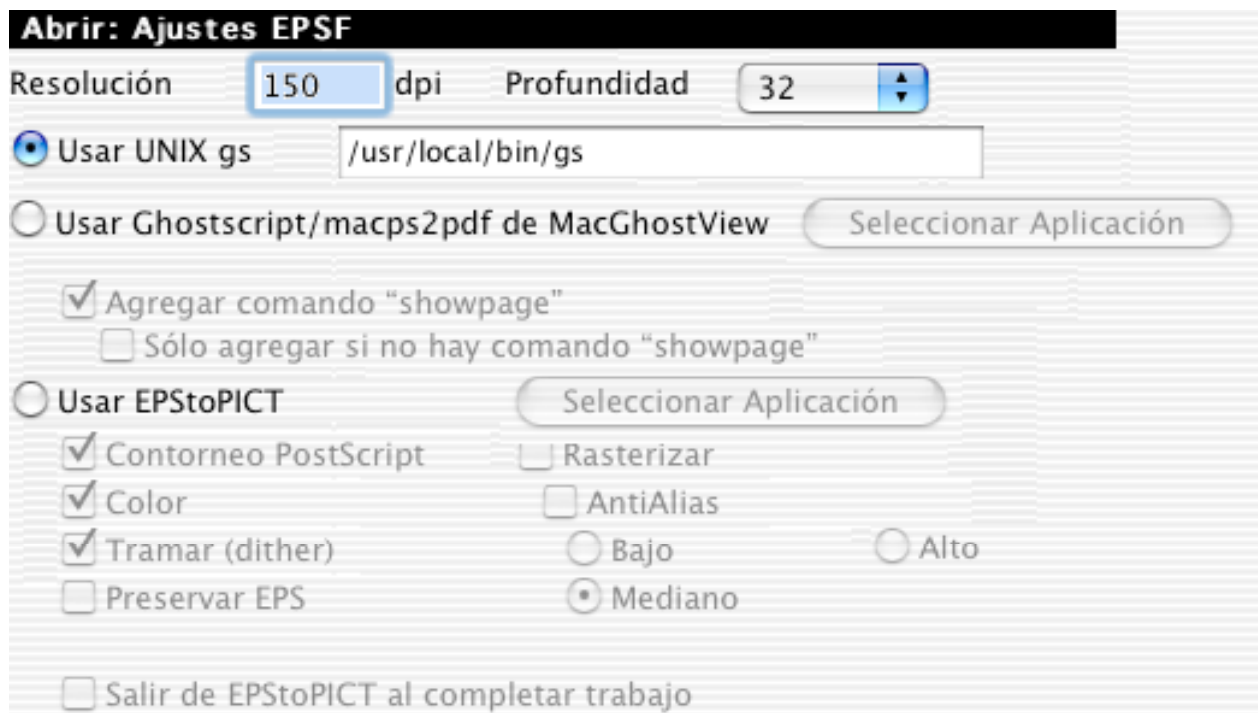 Abrir: Ajustes EPSF
Resolución 150 dpi Profundidad 32
Usar UNIX gs /usr/local/bin/gs
Usar Ghostscript/macps2pdf de MacGhostView Seleccionar Aplicación
Agregar comando “showpage”
Sólo agregar si no hay comando “showpage”
Usar EPStoPICT Seleccionar Aplicación
Contorneo PostScript Rasterizar
Color AntiAlias
Tramar (dither) Bajo Alto
Preservar EPS Mediano
Salir de EPStoPICT al completar trabajo